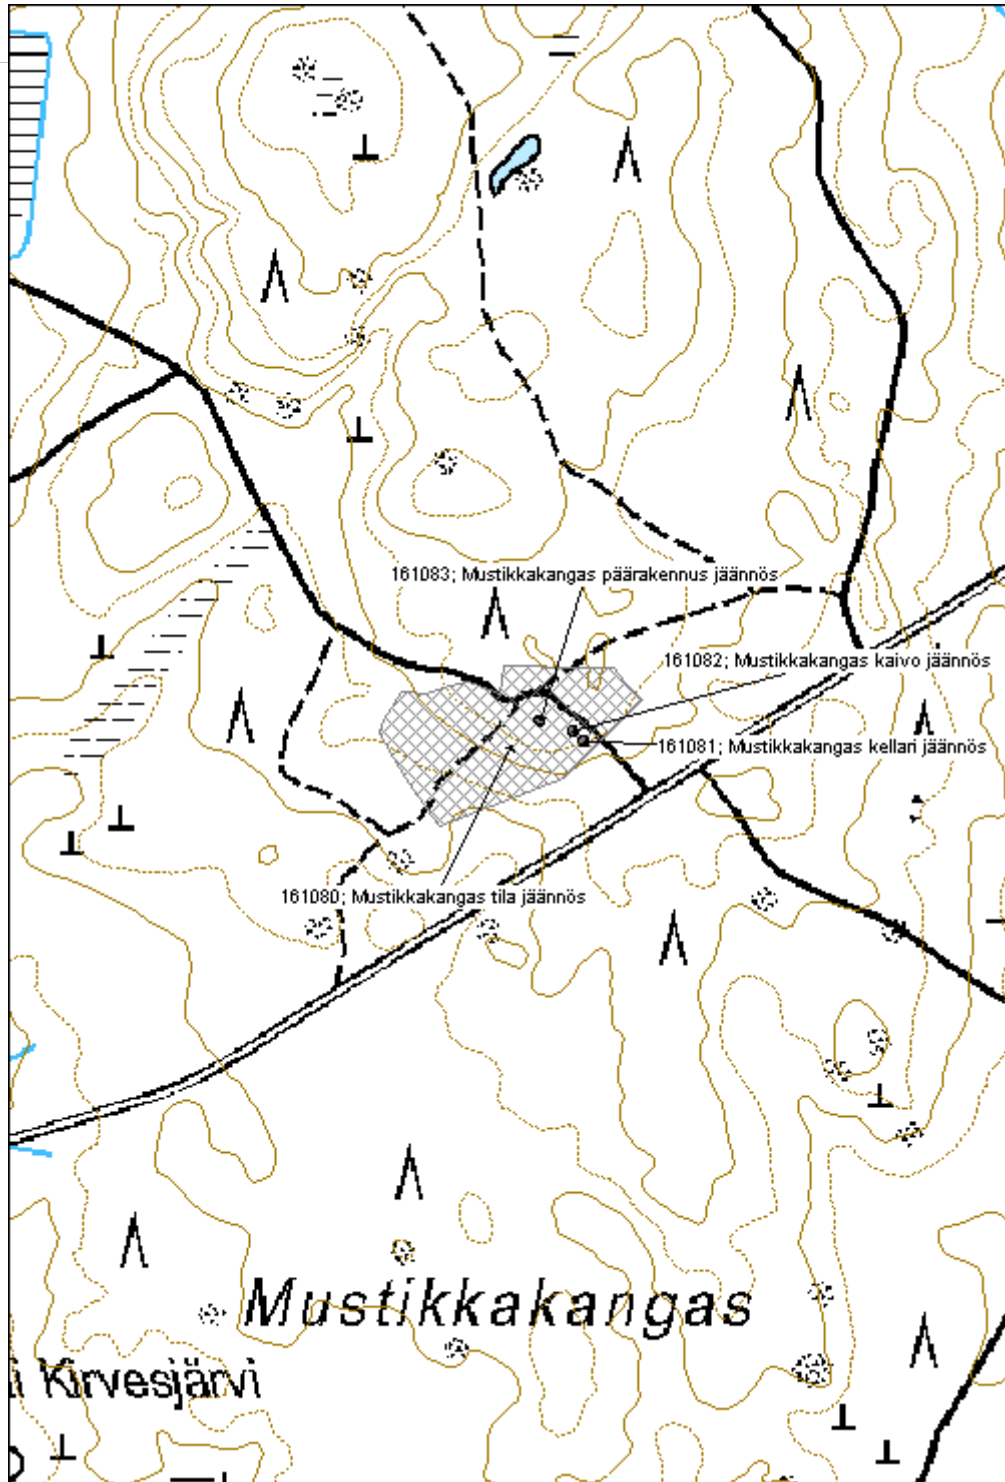 161083; Mustikkakangas päärakennus jäännös
161082; Mustikkakangas kaivo jäännös
161081; Mustikkakangas kellari jäännös
161080; Mustikkakangas tila jäännös
Mustikkakangas
i Kirvesjärvi